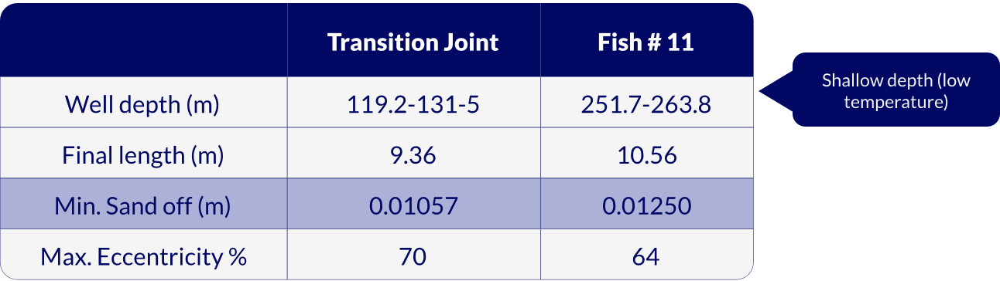 Transition Joint Fish # 11
Well depth (m) 119.2-131-5 251.7-263.8
Final length (m) 9.36 10.56
Min. Sand off (m) 0.01057 0.01250
Max. Eccentricity % 70 64
Shallow depth (low
temperature)